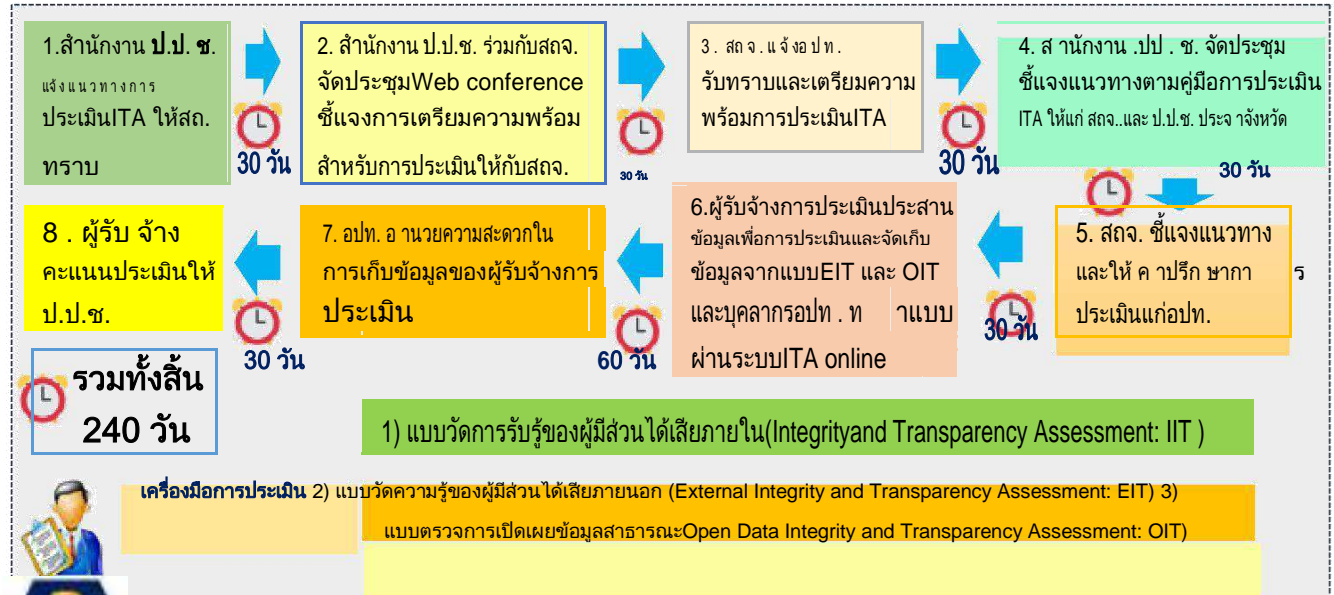 1.สำนักงาน ป.ป. ช.
แจ้งแนวทางการ
ประเมินITA ให้สถ.
ทราบ
30 วัน
2. สำนักงาน ป.ป.ช. ร่วมกับสถจ.
จัดประชุมWeb conference
ชี้แจงการเตรียมความพร้อม
สำหรับการประเมินให้กับสถจ.
30 วัน
3. สถจ.แจ้งอปท.
รับทราบและเตรียมความ
พร้อมการประเมินITA
30 วัน
4. ส านักงาน .ปป . ช. จัดประชุม
ชี้แจงแนวทางตามคู่มือการประเมิน
ITA ให้แก่ สถจ..และ ป.ป.ช. ประจ าจังหวัด
30 วัน
5. สถจ. ชี้แจงแนวทาง
และให้ ค าปรึก ษากา ร
ประเมินแก่อปท.
30 วัน
6.ผู้รับจ้างการประเมินประสาน
ข้อมูลเพื่อการประเมินและจัดเก็บ
ข้อมูลจากแบบEIT และ OIT
และบุคลากรอปท . ท าแบบ
ผ่านระบบITA online
60 วัน
7. อปท. อ านวยความสะดวกใน
การเก็บข้อมูลของผู้รับจ้างการ
ประเมิน
30 วัน
8 . ผู้รับ จ้าง
คะแนนประเมินให้
ป.ป.ช.
รวมทั้งสิ้น
240 วัน
1) แบบวัดการรับรู้ของผู้มีส่วนได้เสียภายใน(Integrityand Transparency Assessment: IIT )
เครื่องมือการประเมิน 2) แบบวัดความรู้ของผู้มีส่วนได้เสียภายนอก (External Integrity and Transparency Assessment: EIT) 3)
แบบตรวจการเปิดเผยข้อมูลสาธารณะOpen Data Integrity and Transparency Assessment: OIT)